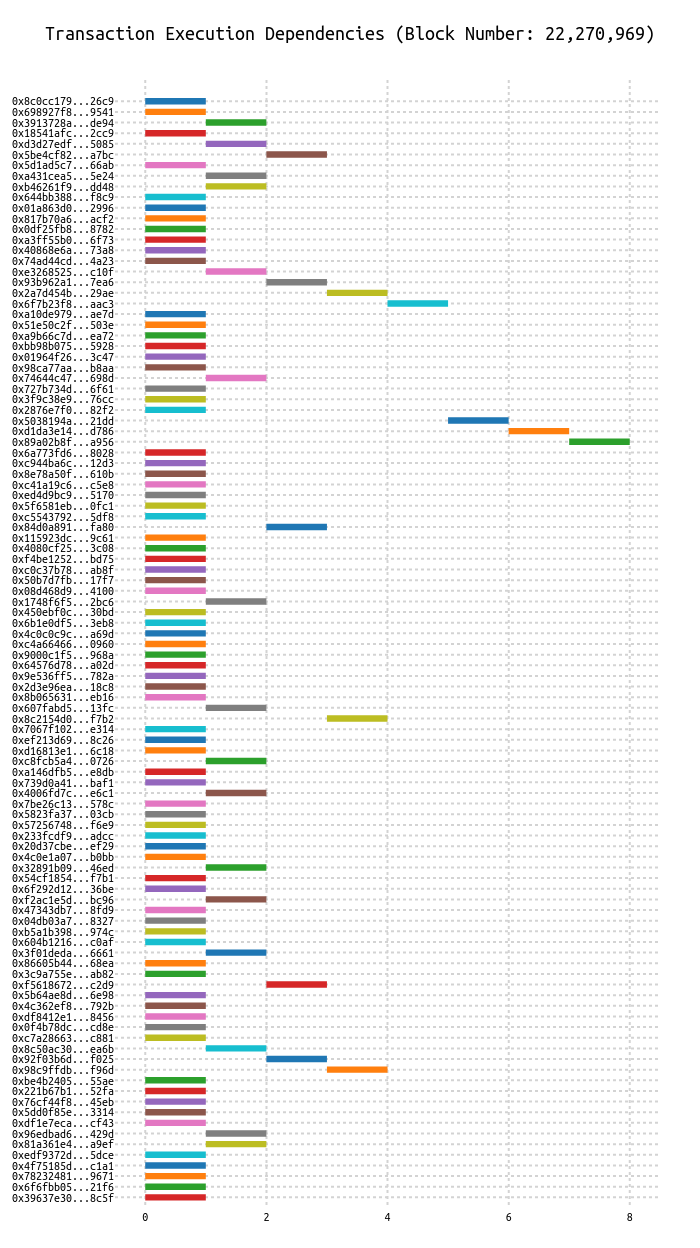 Transaction Execution Dependencies (Block Number: 22,270,969)
0x8c0cc179...26c9
0x698927f8...9541
0x3913728a...de94
0x18541afc...2cc9
0xd3d27edf...5085
0x5be4cf82...a7bc
0x5d1ad5c7...66ab
0xa431cea5...5e24
0xb46261f9...dd48
0x644bb388...f8c9
0x01a863d0...2996
0x817b70a6...acf2
0x0df25fb8...8782
0xa3ff55b0...6f73
0x40868e6a...73a8
0x74ad44cd...4a23
0xe3268525...c10f
0x93b962a1...7ea6
0x2a7d454b...29ae
0x6f7b23f8...aac3
0xa10de979...ae7d
0x51e50c2f...503e
0xa9b66c7d...ea72
0xbb98b075...5928
0x01964f26...3c47
0x98ca77aa...b8aa
0x74644c47...698d
0x727b734d...6f61
0x3f9c38e9...76cc
0x2876e7f0...82f2
0x5038194a...21dd
0xd1da3e14...d786
0x89a02b8f...a956
0x6a773fd6...8028
0xc944ba6c...12d3
0x8e78a50f...610b
0xc41a19c6...c5e8
0xed4d9bc9...5170
0x5f6581eb...0fc1
0xc5543792...5df8
0x84d0a891...fa80
0x115923dc...9c61
0x4080cf25...3c08
0xf4be1252...bd75
0xc0c37b78...ab8f
0x50b7d7fb...17f7
0x08d468d9...4100
0x1748f6f5...2bc6
0x450ebf0c...30bd
0x6b1e0df5...3eb8
0x4c0c0c9c...a69d
0xc4a66466...0960
0x9000c1f5...968a
0x64576d78...a02d
0x9e536ff5...782a
0x2d3e96ea...18c8
0x8b065631...eb16
0x607fabd5...13fc
0x8c2154d0...f7b2
0x7067f102...e314
0xef213d69...8c26
0xd16813e1...6c18
0xc8fcb5a4...0726
0xa146dfb5...e8db
0x739d0a41...baf1
0x4006fd7c...e6c1
0x7be26c13...578c
0x5823fa37...03cb
0x57256748...f6e9
0x233fcdf9...adcc
0x20d37cbe...ef29
0x4c0e1a07...b0bb
0x32891b09...46ed
0x54cf1854...f7b1
0x6f292d12...36be
0xf2ac1e5d...bc96
0x47343db7...8fd9
0x04db03a7...8327
0xb5a1b398...974c
0x604b1216...c0af
0x3f01deda...6661
0x86605b44...68ea
0x3c9a755e...ab82
0xf5618672...c2d9
0x5b64ae8d...6e98
0x4c362ef8...792b
0xdf8412e1...8456
0x0f4b78dc...cd8e
0xc7a28663...c881
0x8c50ac30...ea6b
0x92f03b6d...f025
0x98c9ffdb...f96d
0xbe4b2405...55ae
0x221b67b1...52fa
0x76cf44f8...45eb
0x5dd0f85e...3314
0xdf1e7eca...cf43
0x96edbad6...429d
0x81a361e4...a9ef
0xedf9372d...5dce
0x4f75185d...c1a1
0x78232481...9671
0x6f6fbb05...21f6
0x39637e30...8c5f
0 2 4 6 8